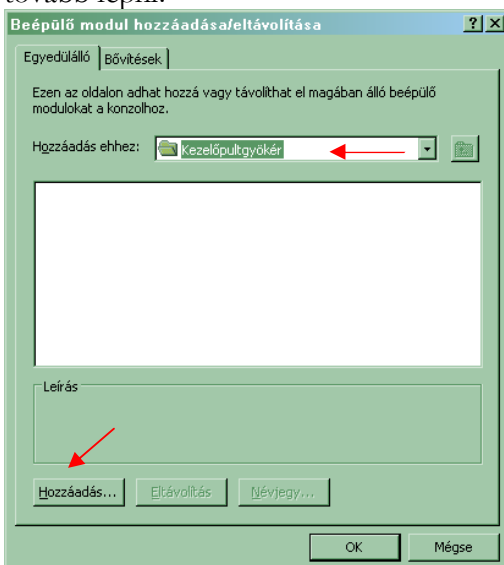 tovább lépni.
Beépülő modul hozzáadása/eltávolítása
Egyedülálló Bővítések
Ezen az oldalon adhat hozzá vagy távolíthat el magában álló beépülő
modulokat a konzolhoz.
Hozzáadás ehhez: Kezelőpultgyökér
Leírás
Hozzáadás... Eltávolítás Névjegy...
OK Mégse